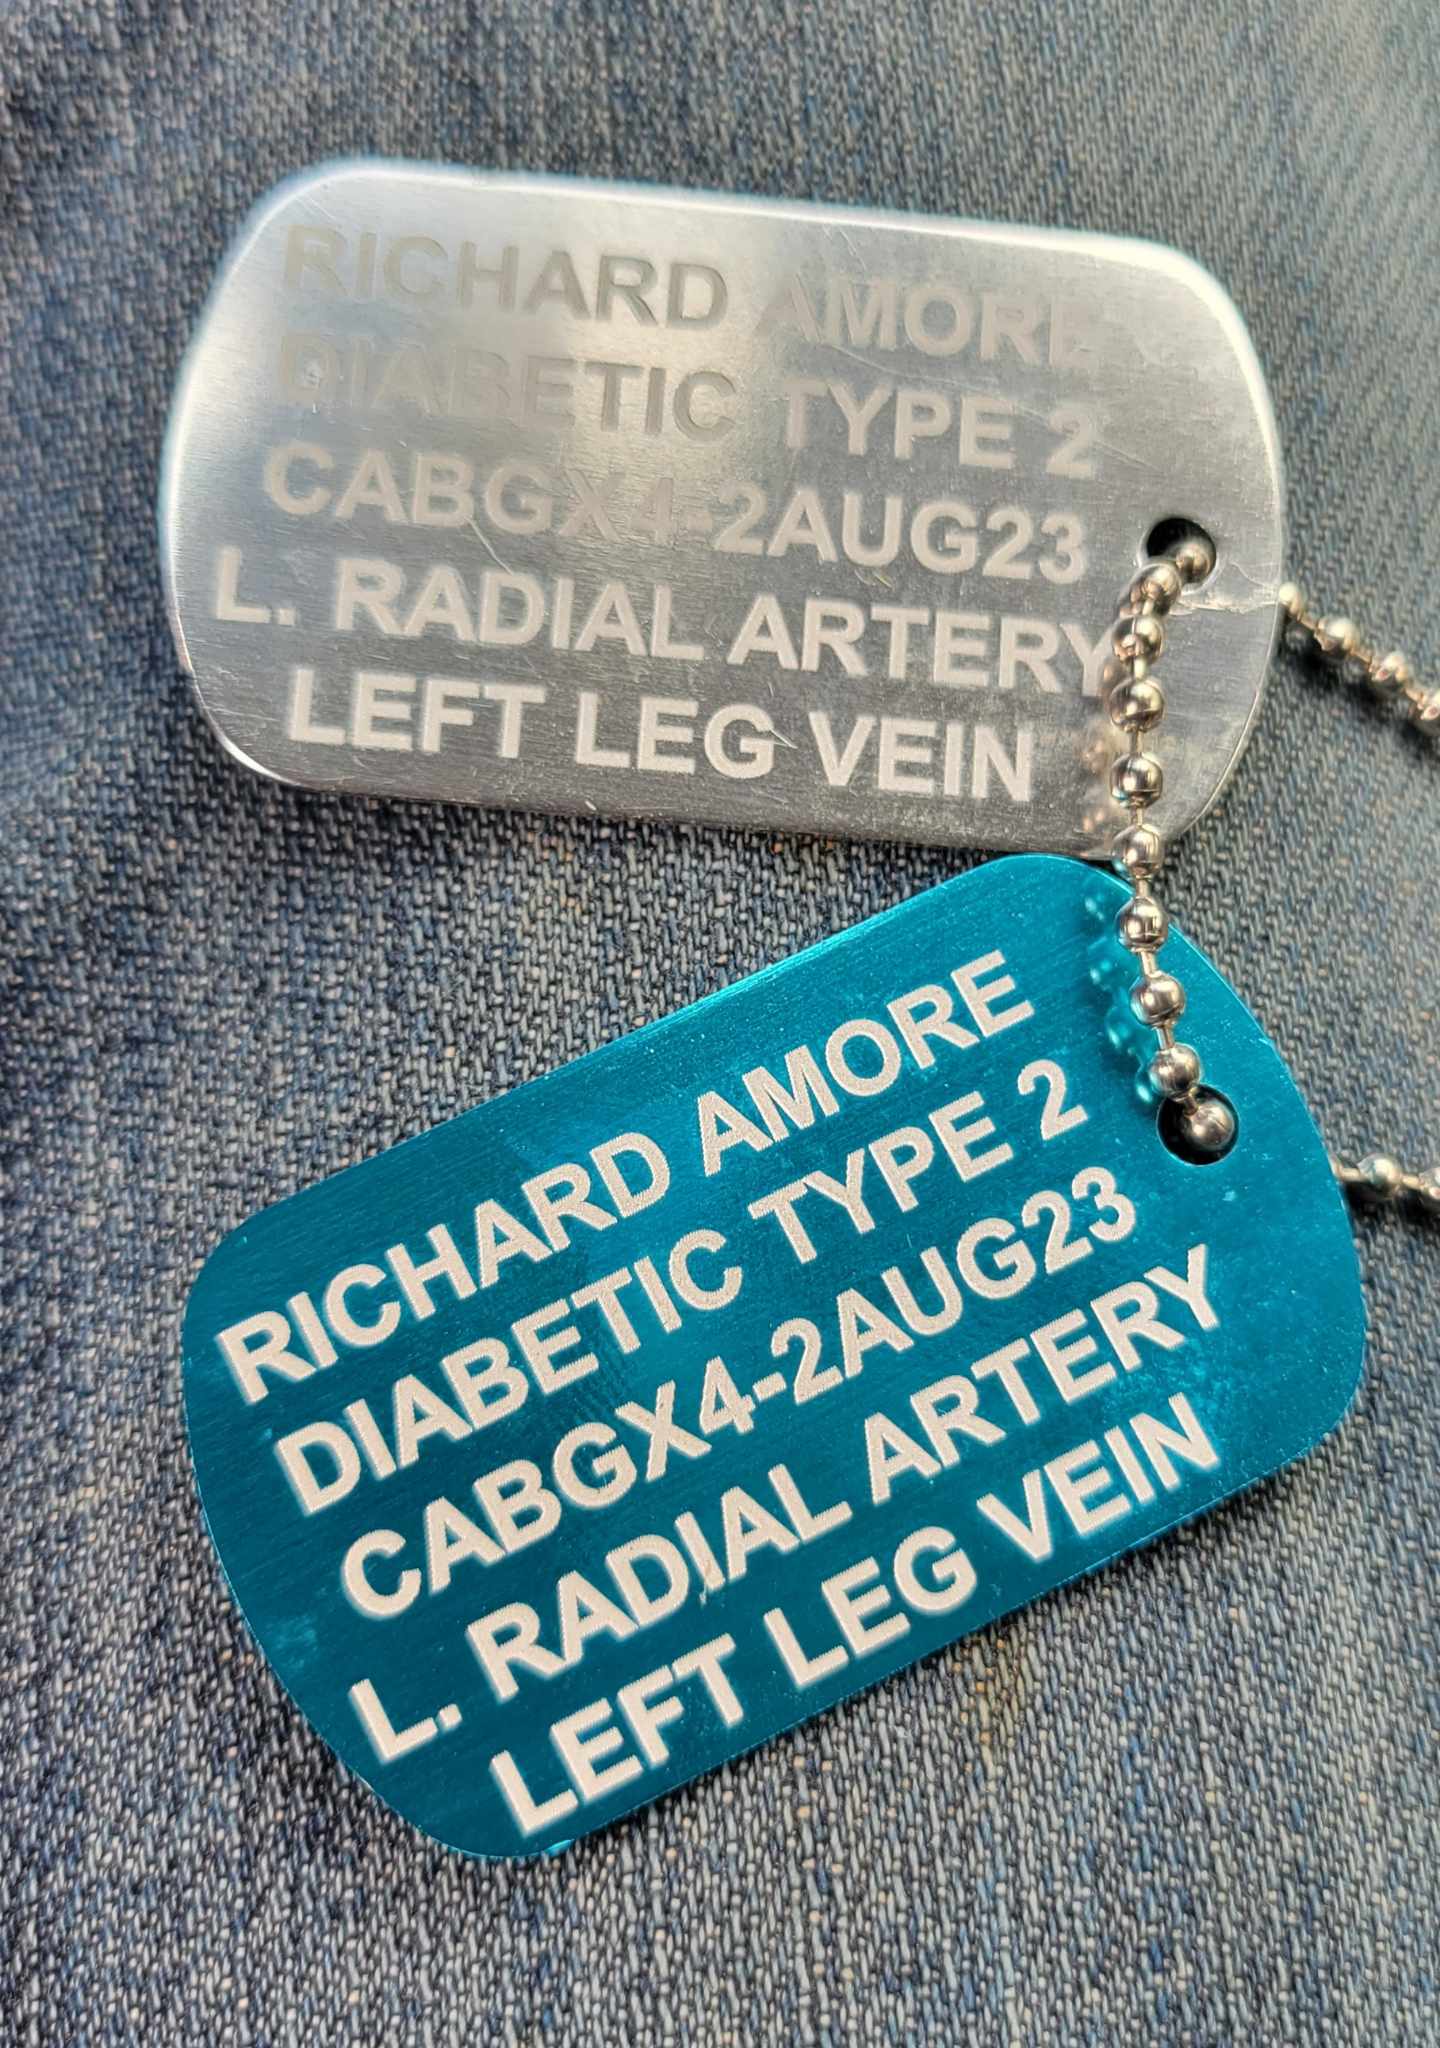 RICHARD AMORE
DIABETIC TYPE 2
CABGX4-2AUG23
L. RADIAL ARTERY
LEFT LEG VEIN
RICHARD AMORE
DIABETIC TYPE 2
CABGX4-2AUG23
L. RADIAL ARTERY
LEFT LEG VEIN